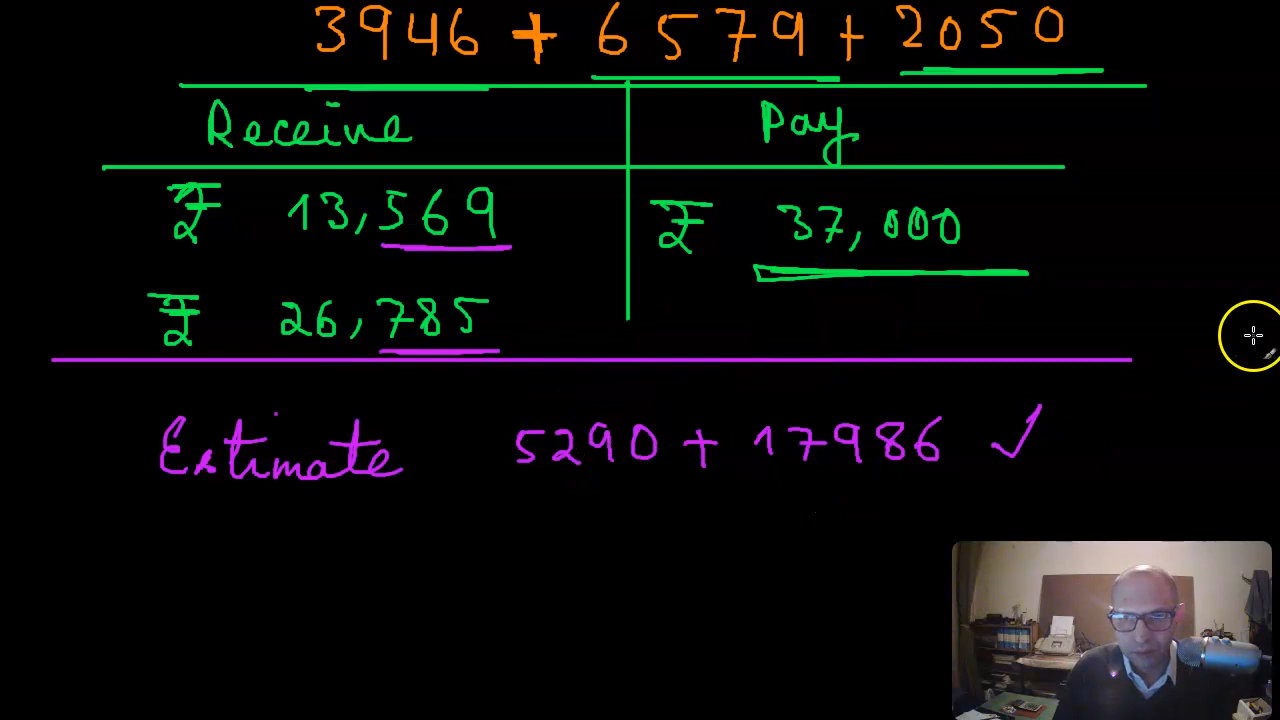 3946 + 6579 + 2050
Receive Pay
₹ 13,569 ₹ 37,000
₹ 26,785
Estimate 5290 + 17986 ✓